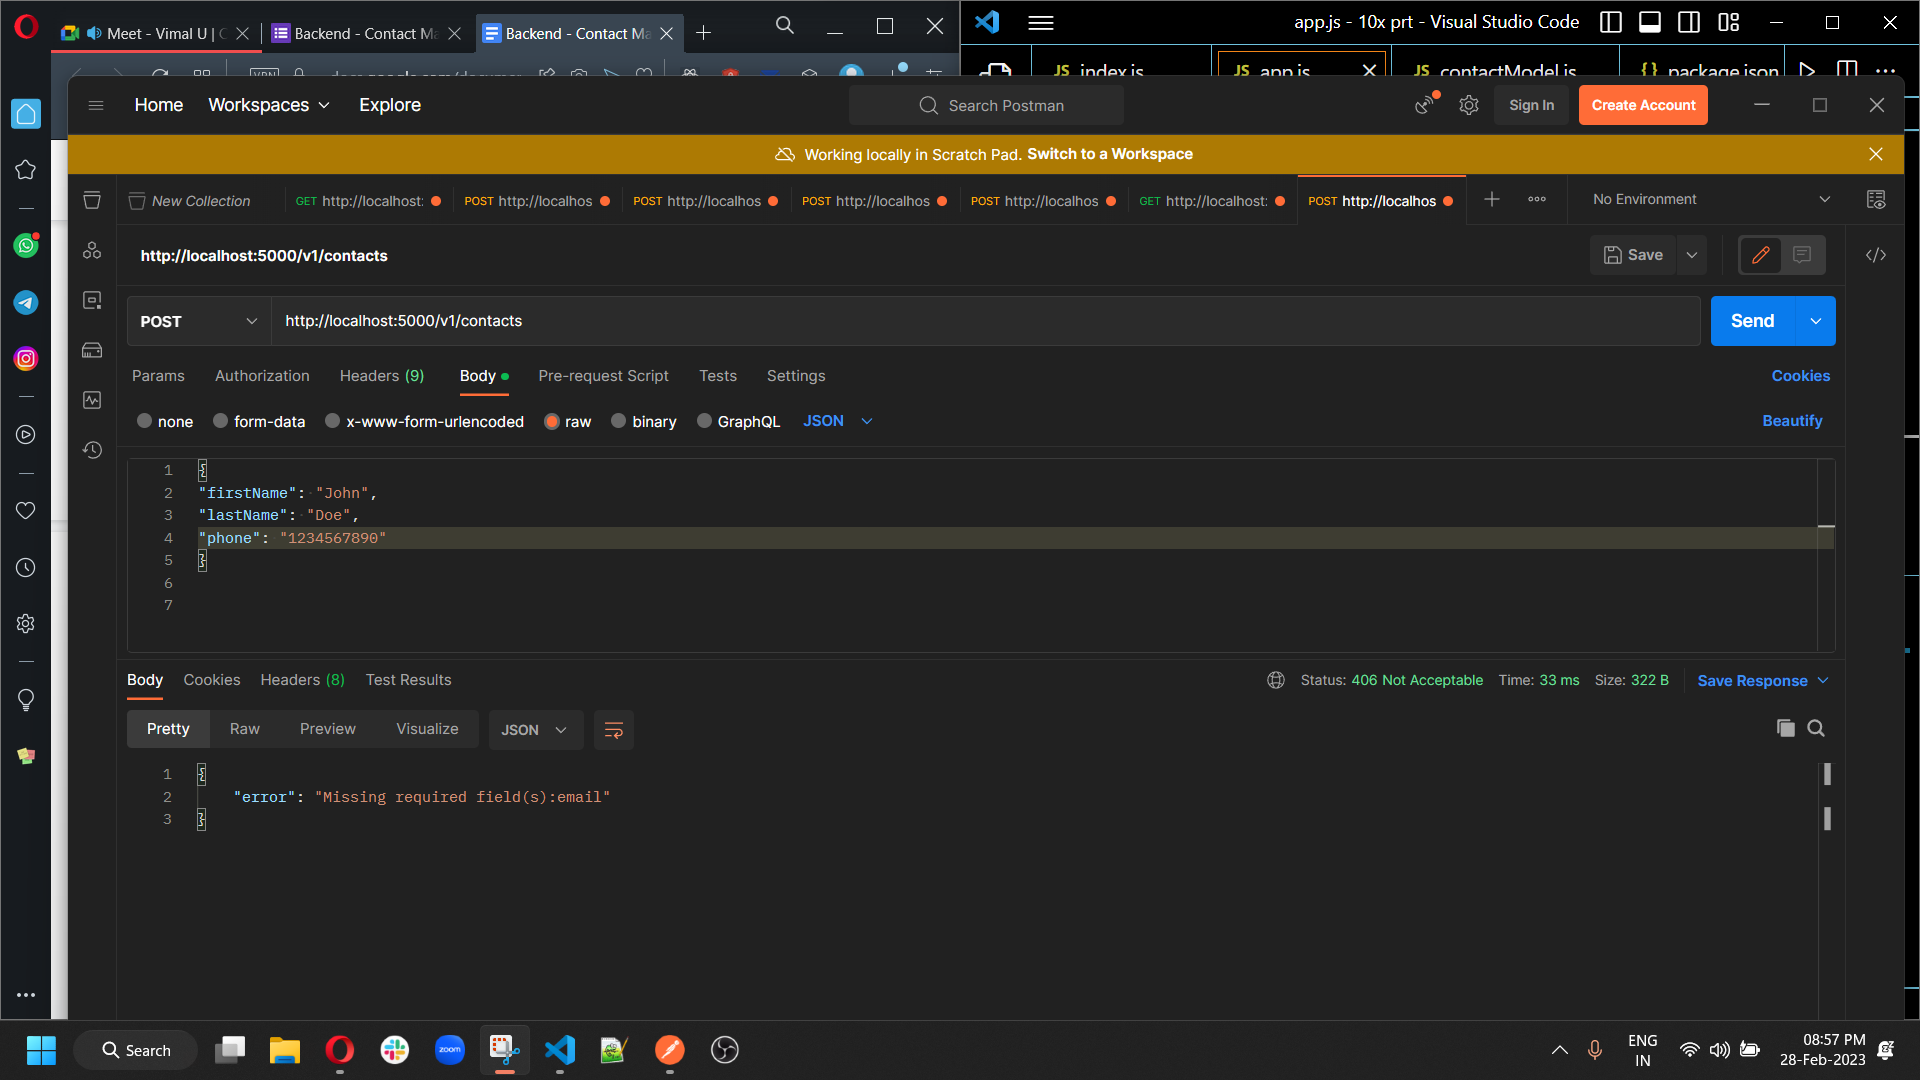 Meet - Vimal U | C
Backend - Contact Ma
Backend - Contact Ma
app.js - 10x prt - Visual Studio Code
VPN
JS index.js
JS app.js
JS contactModel.js
{} package.json
Home
Workspaces
Explore
Search Postman
Sign In
Create Account
Working locally in Scratch Pad. Switch to a Workspace
New Collection
GET http://localhost:
POST http://localhos
POST http://localhos
POST http://localhos
POST http://localhos
GET http://localhost:
POST http://localhos
No Environment
http://localhost:5000/v1/contacts
Save
POST
http://localhost:5000/v1/contacts
Send
Params
Authorization
Headers (9)
Body
Pre-request Script
Tests
Settings
Cookies
none
form-data
x-www-form-urlencoded
raw
binary
GraphQL
JSON
Beautify
1 {
2 "firstName": "John",
3 "lastName": "Doe",
4 "phone": "1234567890"
5 }
6
7
Body
Cookies
Headers (8)
Test Results
Status: 406 Not Acceptable
Time: 33 ms
Size: 322 B
Save Response
Pretty
Raw
Preview
Visualize
JSON
1 {
2 "error": "Missing required field(s):email"
3 }
Search
zoom
ENG
IN
08:57 PM
28-Feb-2023